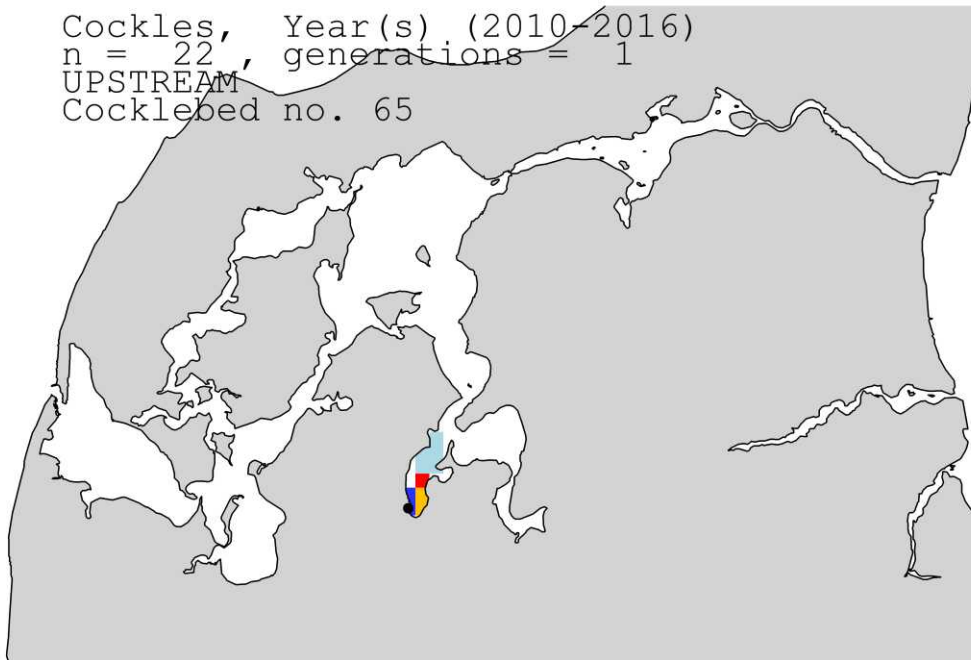 Cockles, Year(s) (2010-2016)
n = 22 , generations = 1
UPSTREAM
Cocklebed no. 65